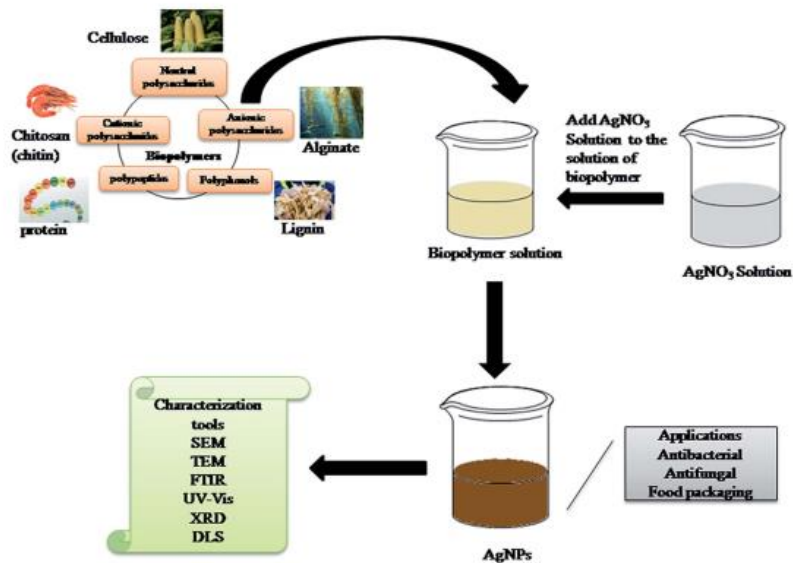 Cellulose
Neutral
polysaccharides
Cationic
polysaccharides
Anionic
polysaccharides
Chitosan
(chitin)
Biopolymers
Alginate
polypeptides
Polyphenols
protein
Lignin
Add AgNO₃
Solution to the
solution of
biopolymer
Biopolymer solution
AgNO₃ Solution
Characterization
tools
SEM
TEM
FTIR
UV-Vis
XRD
DLS
Applications
Antibacterial
Antifungal
Food packaging
AgNPs